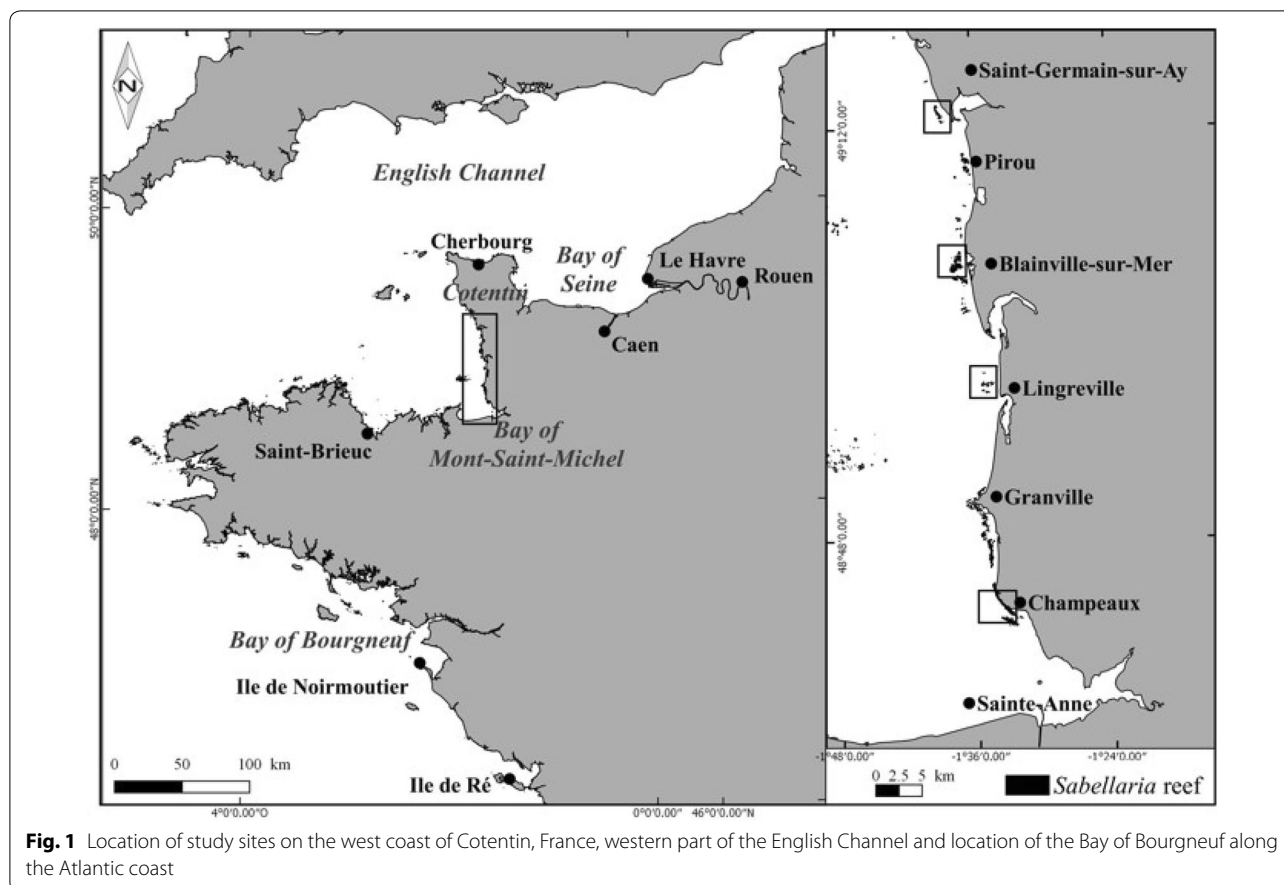 N
English Channel
50°0'0.00"N
Cherbourg
Cotentin
Bay of
Seine
Le Havre
Rouen
Caen
Saint-Brieuc
Bay of
Mont-Saint-Michel
48°0'0.00"N
Bay of Bourgneuf
Ile de Noirmoutier
Ile de Ré
0 50 100 km
4°0'0.00"O
0°0'0.00"
46°0'0.00"N
Saint-Germain-sur-Ay
49°12'0.00"
Pirou
Blainville-sur-Mer
Lingreville
Granville
48°48'0.00"
Champeaux
Sainte-Anne
-1°48'0.00"
-1°36'0.00"
-1°24'0.00"
0 2.5 5 km
Sabellaria reef
Fig. 1 Location of study sites on the west coast of Cotentin, France, western part of the English Channel and location of the Bay of Bourgneuf along
the Atlantic coast